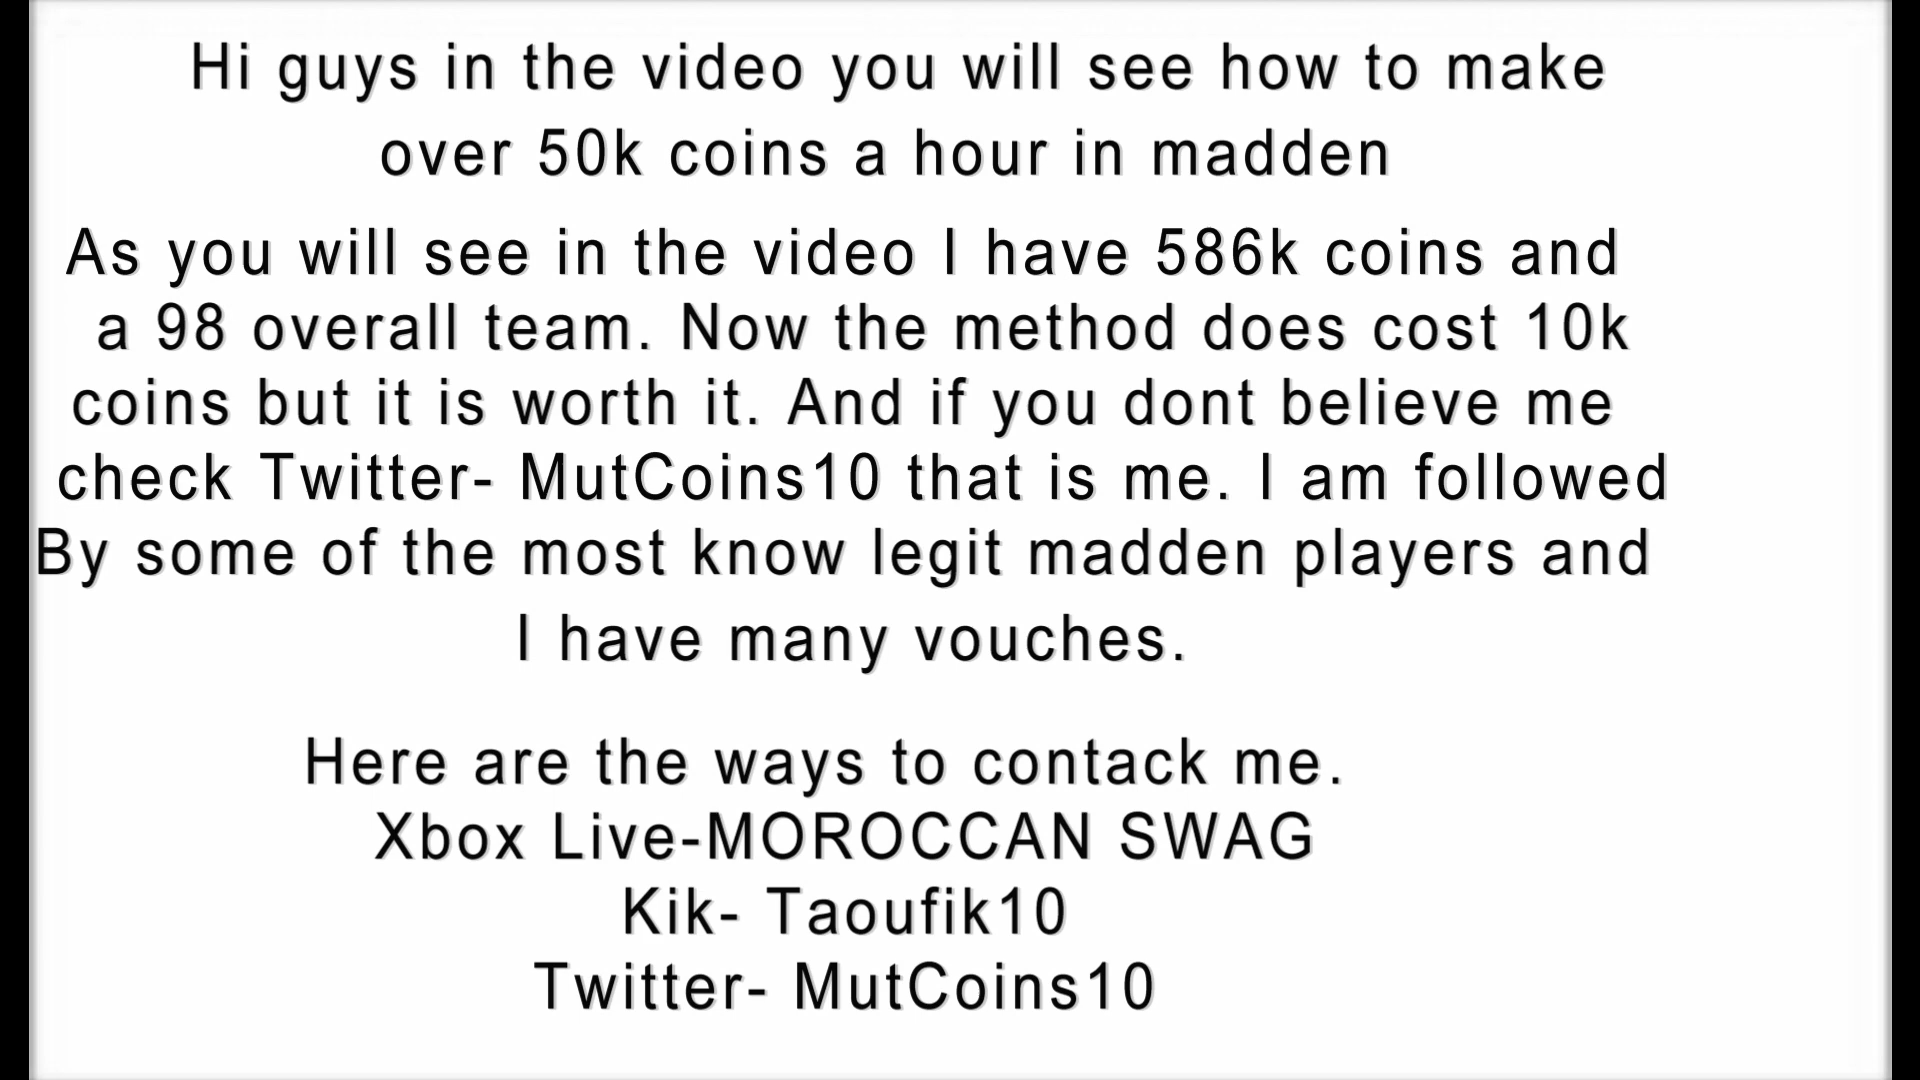 Hi guys in the video you will see how to make
over 50k coins a hour in madden
As you will see in the video I have 586k coins and
a 98 overall team. Now the method does cost 10k
coins but it is worth it. And if you dont believe me
check Twitter- MutCoins10 that is me. I am followed
By some of the most know legit madden players and
I have many vouches.
Here are the ways to contack me.
Xbox Live-MOROCCAN SWAG
Kik- Taoufik10
Twitter- MutCoins10